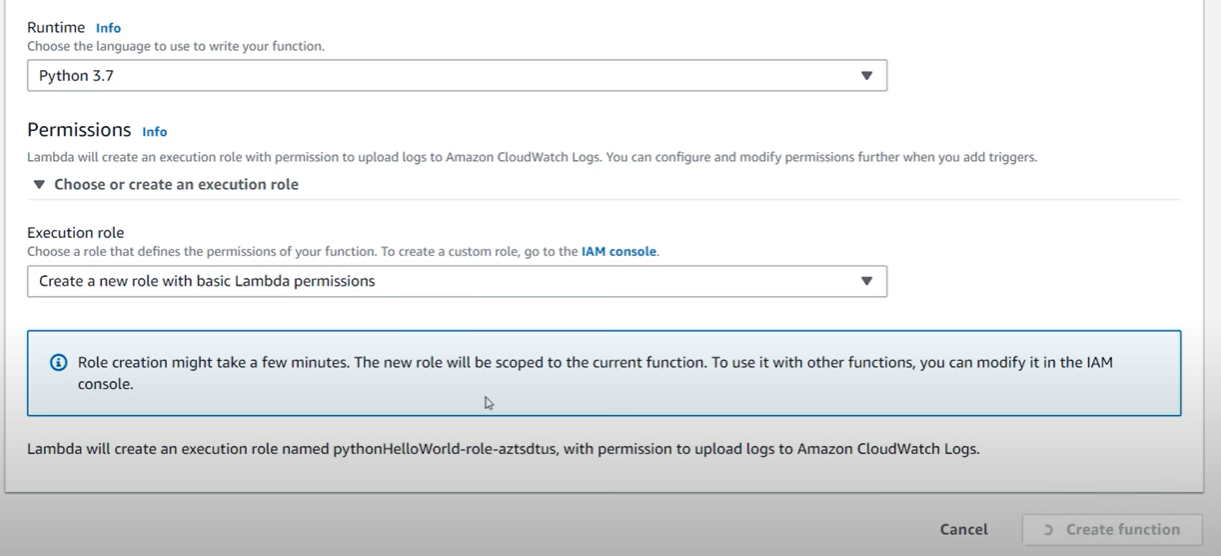 Runtime Info
Choose the language to use to write your function.
Python 3.7
Permissions Info
Lambda will create an execution role with permission to upload logs to Amazon CloudWatch Logs. You can configure and modify permissions further when you add triggers.
Choose or create an execution role
Execution role
Choose a role that defines the permissions of your function. To create a custom role, go to the IAM console.
Create a new role with basic Lambda permissions
Role creation might take a few minutes. The new role will be scoped to the current function. To use it with other functions, you can modify it in the IAM
console.
Lambda will create an execution role named pythonHelloWorld-role-aztsdtus, with permission to upload logs to Amazon CloudWatch Logs.
Cancel Create function